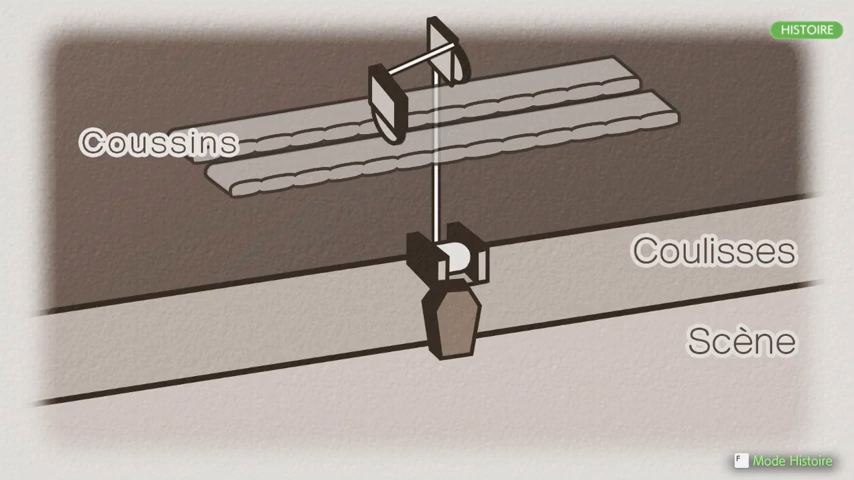 HISTOIRE
Coussins
Coulisses
Scène
F Mode Histoire